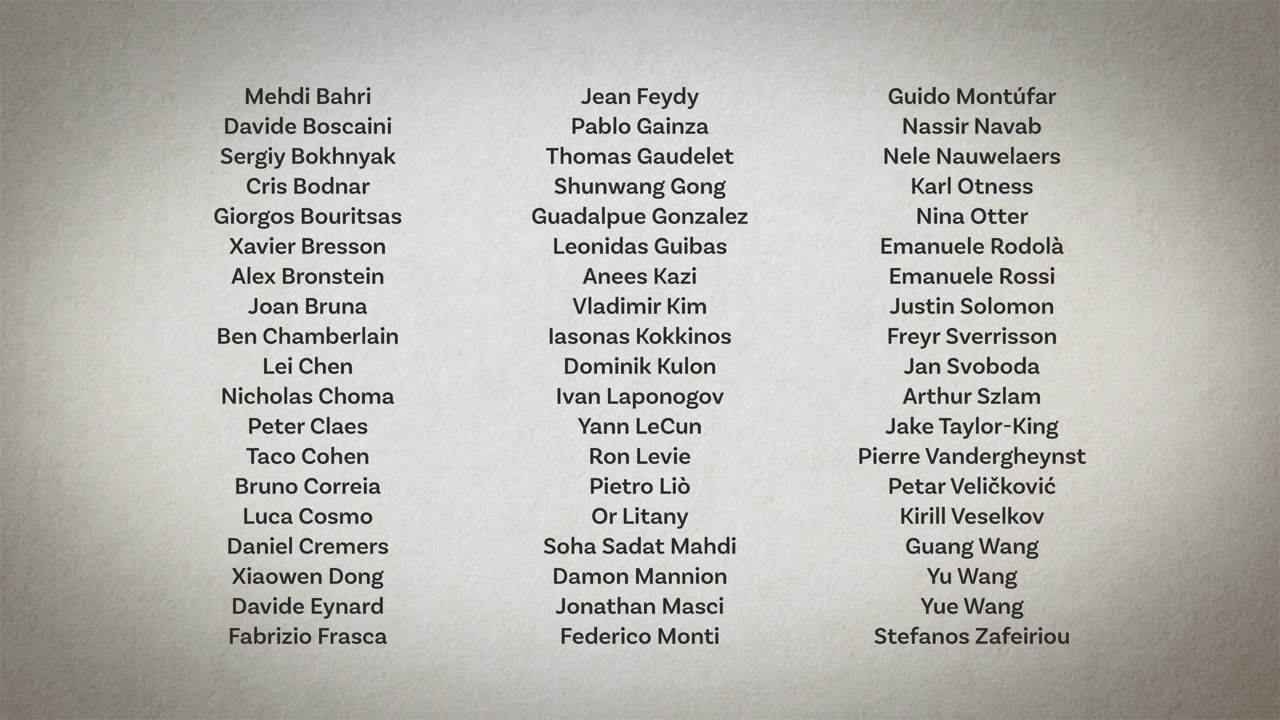 Mehdi Bahri
Davide Boscaini
Sergiy Bokhnyak
Cris Bodnar
Giorgos Bouritsas
Xavier Bresson
Alex Bronstein
Joan Bruna
Ben Chamberlain
Lei Chen
Nicholas Choma
Peter Claes
Taco Cohen
Bruno Correia
Luca Cosmo
Daniel Cremers
Xiaowen Dong
Davide Eynard
Fabrizio Frasca
Jean Feydy
Pablo Gainza
Thomas Gaudelet
Shunwang Gong
Guadalpue Gonzalez
Leonidas Guibas
Anees Kazi
Vladimir Kim
Iasonas Kokkinos
Dominik Kulon
Ivan Laponogov
Yann LeCun
Ron Levie
Pietro Liò
Or Litany
Soha Sadat Mahdi
Damon Mannion
Jonathan Masci
Federico Monti
Guido Montúfar
Nassir Navab
Nele Nauwelaers
Karl Otness
Nina Otter
Emanuele Rodolà
Emanuele Rossi
Justin Solomon
Freyr Sverrisson
Jan Svoboda
Arthur Szlam
Jake Taylor-King
Pierre Vandergheynst
Petar Veličković
Kirill Veselkov
Guang Wang
Yu Wang
Yue Wang
Stefanos Zafeiriou